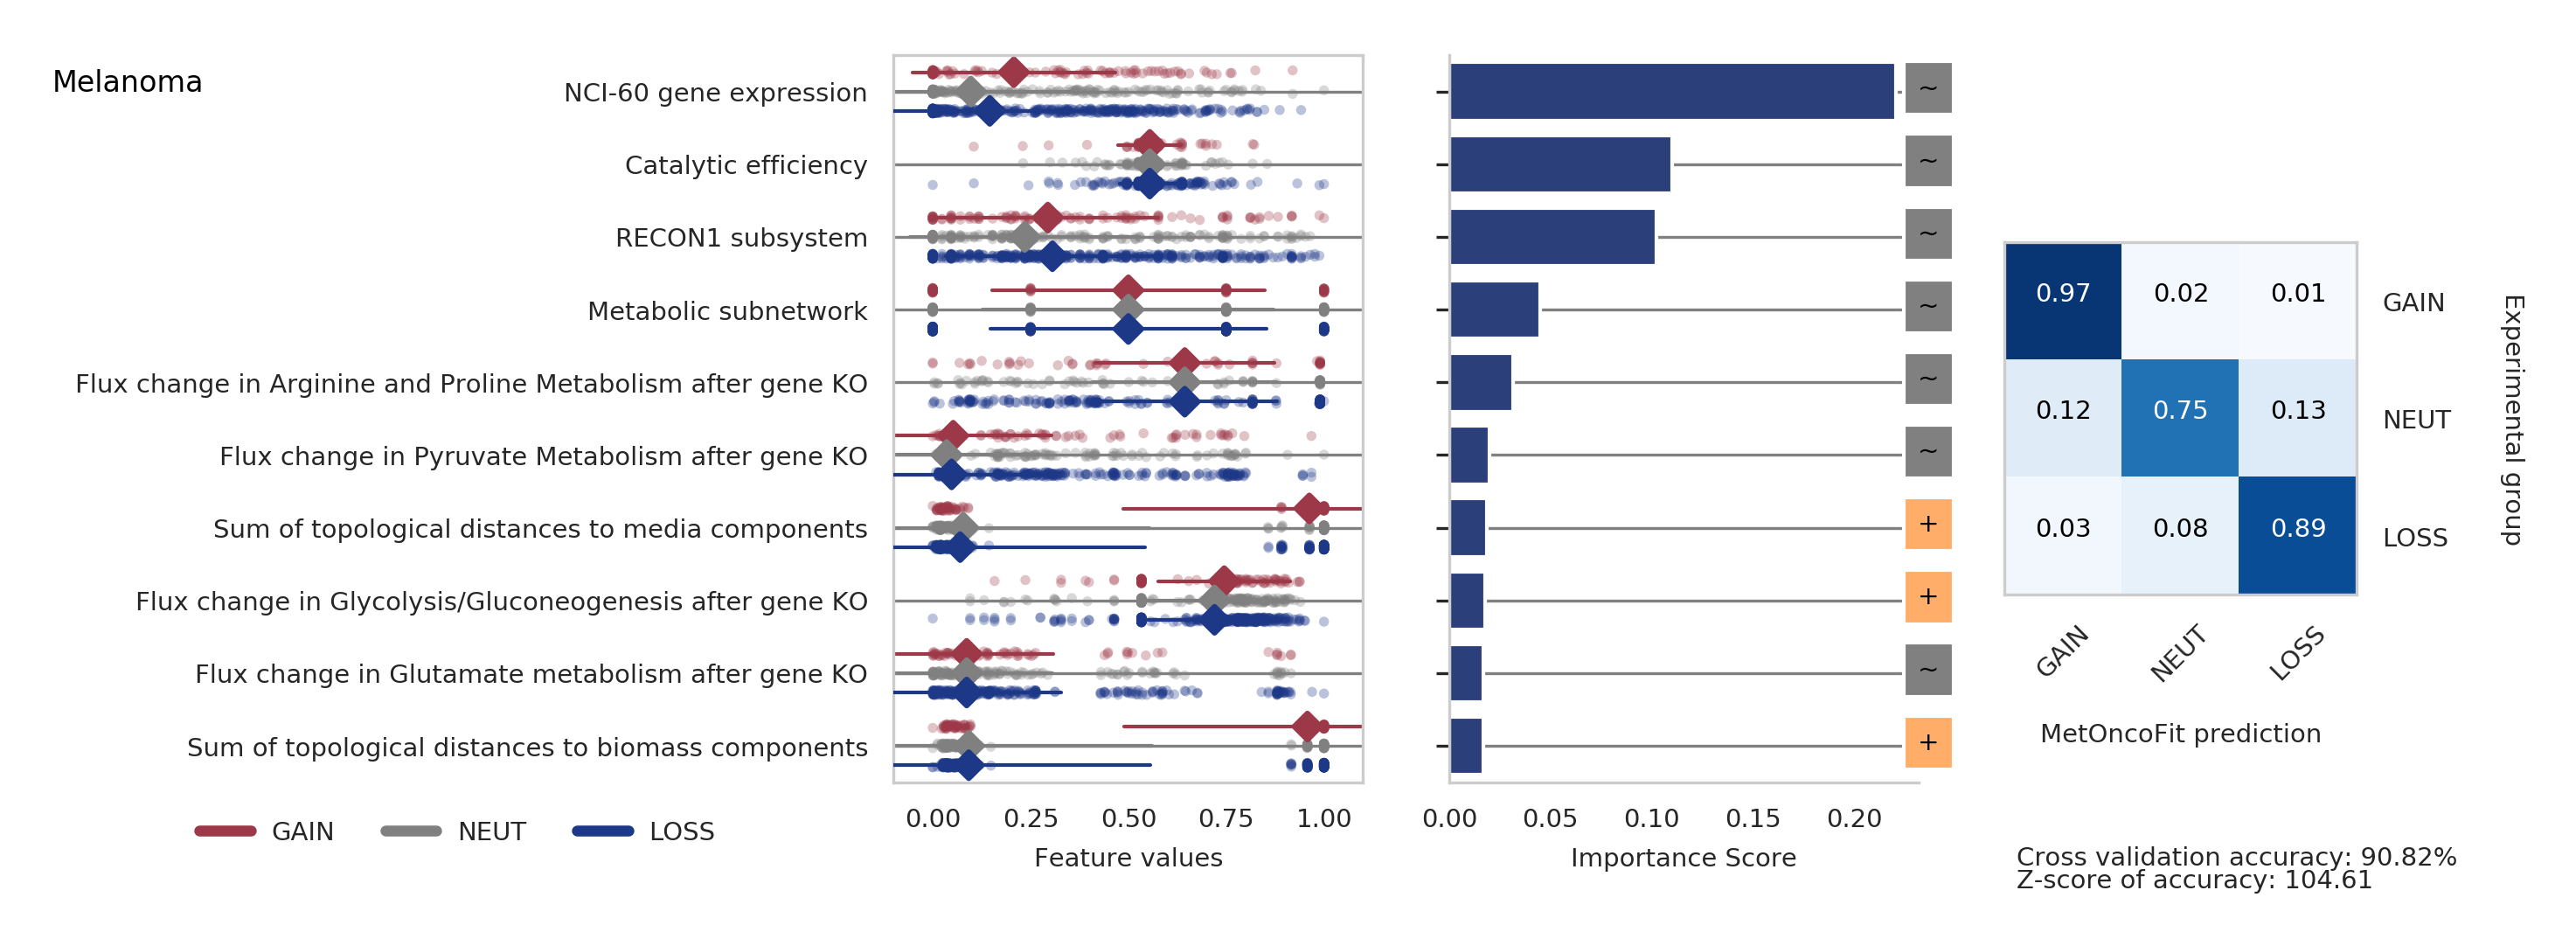 Melanoma
NCI-60 gene expression
Catalytic efficiency
RECON1 subsystem
Metabolic subnetwork
Flux change in Arginine and Proline Metabolism after gene KO
Flux change in Pyruvate Metabolism after gene KO
Sum of topological distances to media components
Flux change in Glycolysis/Gluconeogenesis after gene KO
Flux change in Glutamate metabolism after gene KO
Sum of topological distances to biomass components
GAIN NEUT LOSS
0.00 0.25 0.50 0.75 1.00
Feature values
~
~
~
~
~
~
+
+
~
+
0.00 0.05 0.10 0.15 0.20
Importance Score
0.97 0.02 0.01 GAIN
0.12 0.75 0.13 NEUT
0.03 0.08 0.89 LOSS
Experimental group
GAIN NEUT LOSS
MetOncoFit prediction
Cross validation accuracy: 90.82%
Z-score of accuracy: 104.61